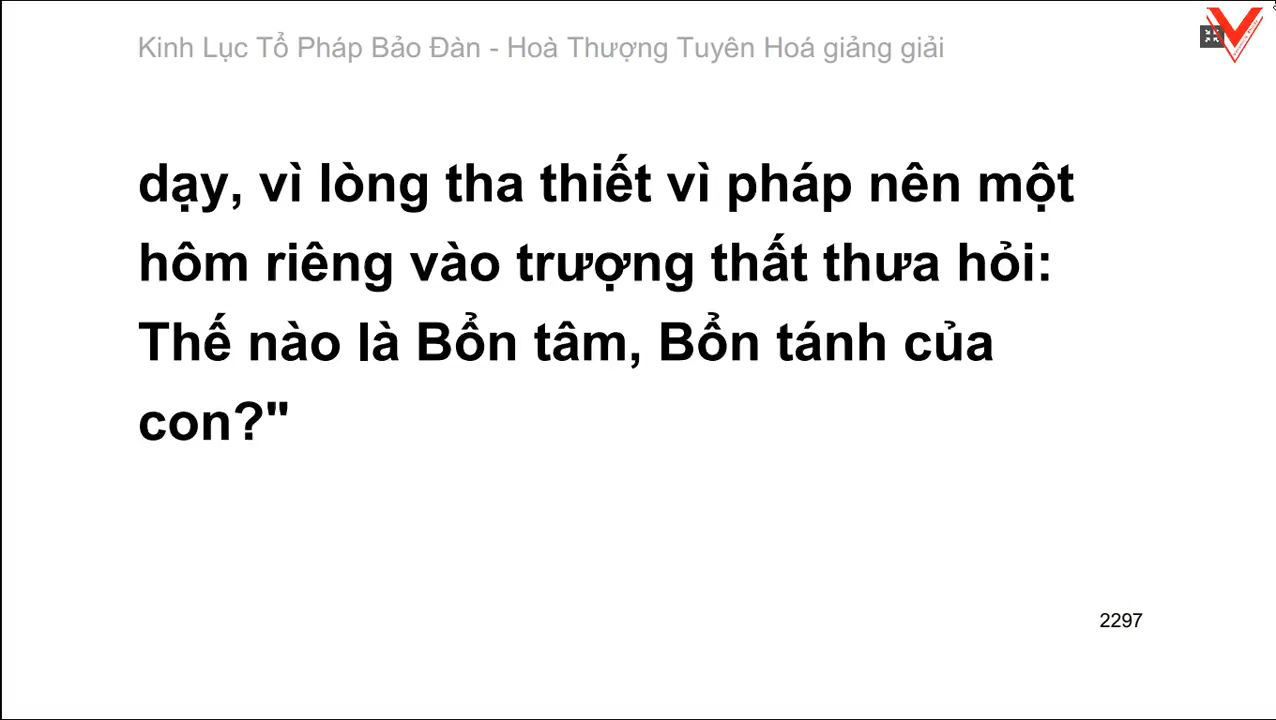 Kinh Lục Tổ Pháp Bảo Đàn - Hoà Thượng Tuyên Hoá giảng giải
dạy, vì lòng tha thiết vì pháp nên một
hôm riêng vào trượng thất thưa hỏi:
Thế nào là Bổn tâm, Bổn tánh của
con?"
2297